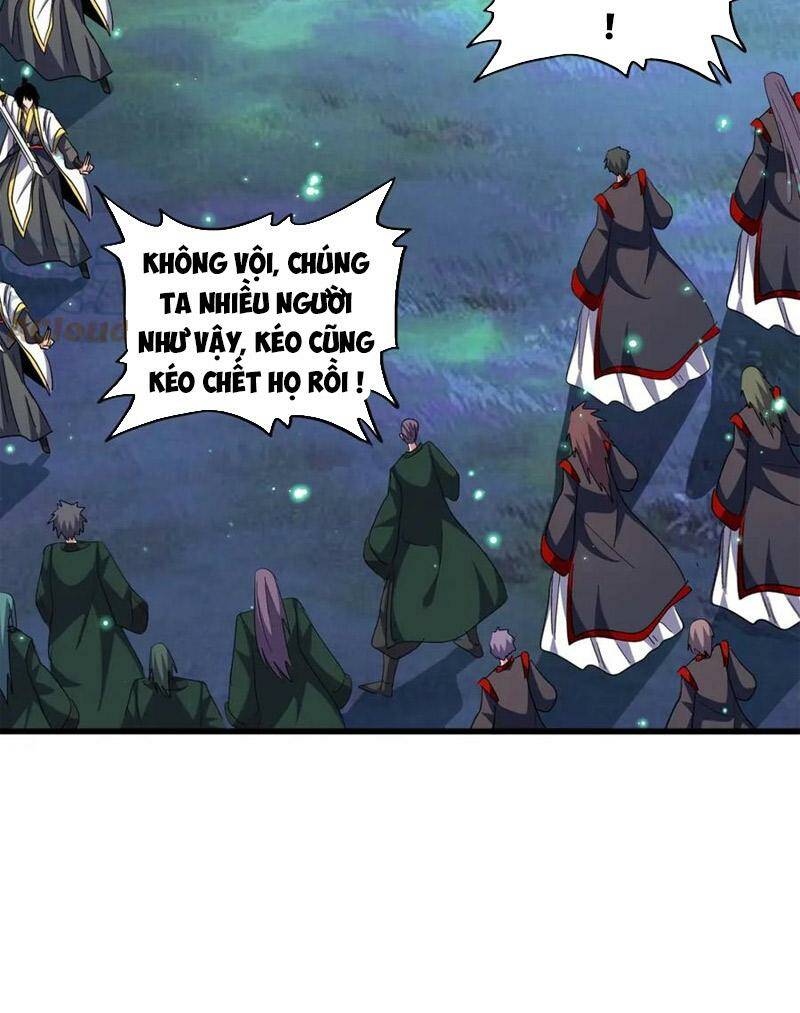 !
KHÔNG VỘI, CHÚNG
TA NHIỀU NGƯỜI
NHƯ VẬY, KÉO CŨNG
KÉO CHẾT HỌ RỒI !